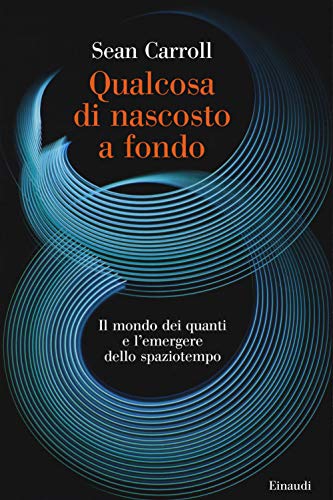 Sean Carroll
Qualcosa
di nascosto
a fondo
Il mondo dei quanti
e l'emergere
dello spaziotempo
Einaudi